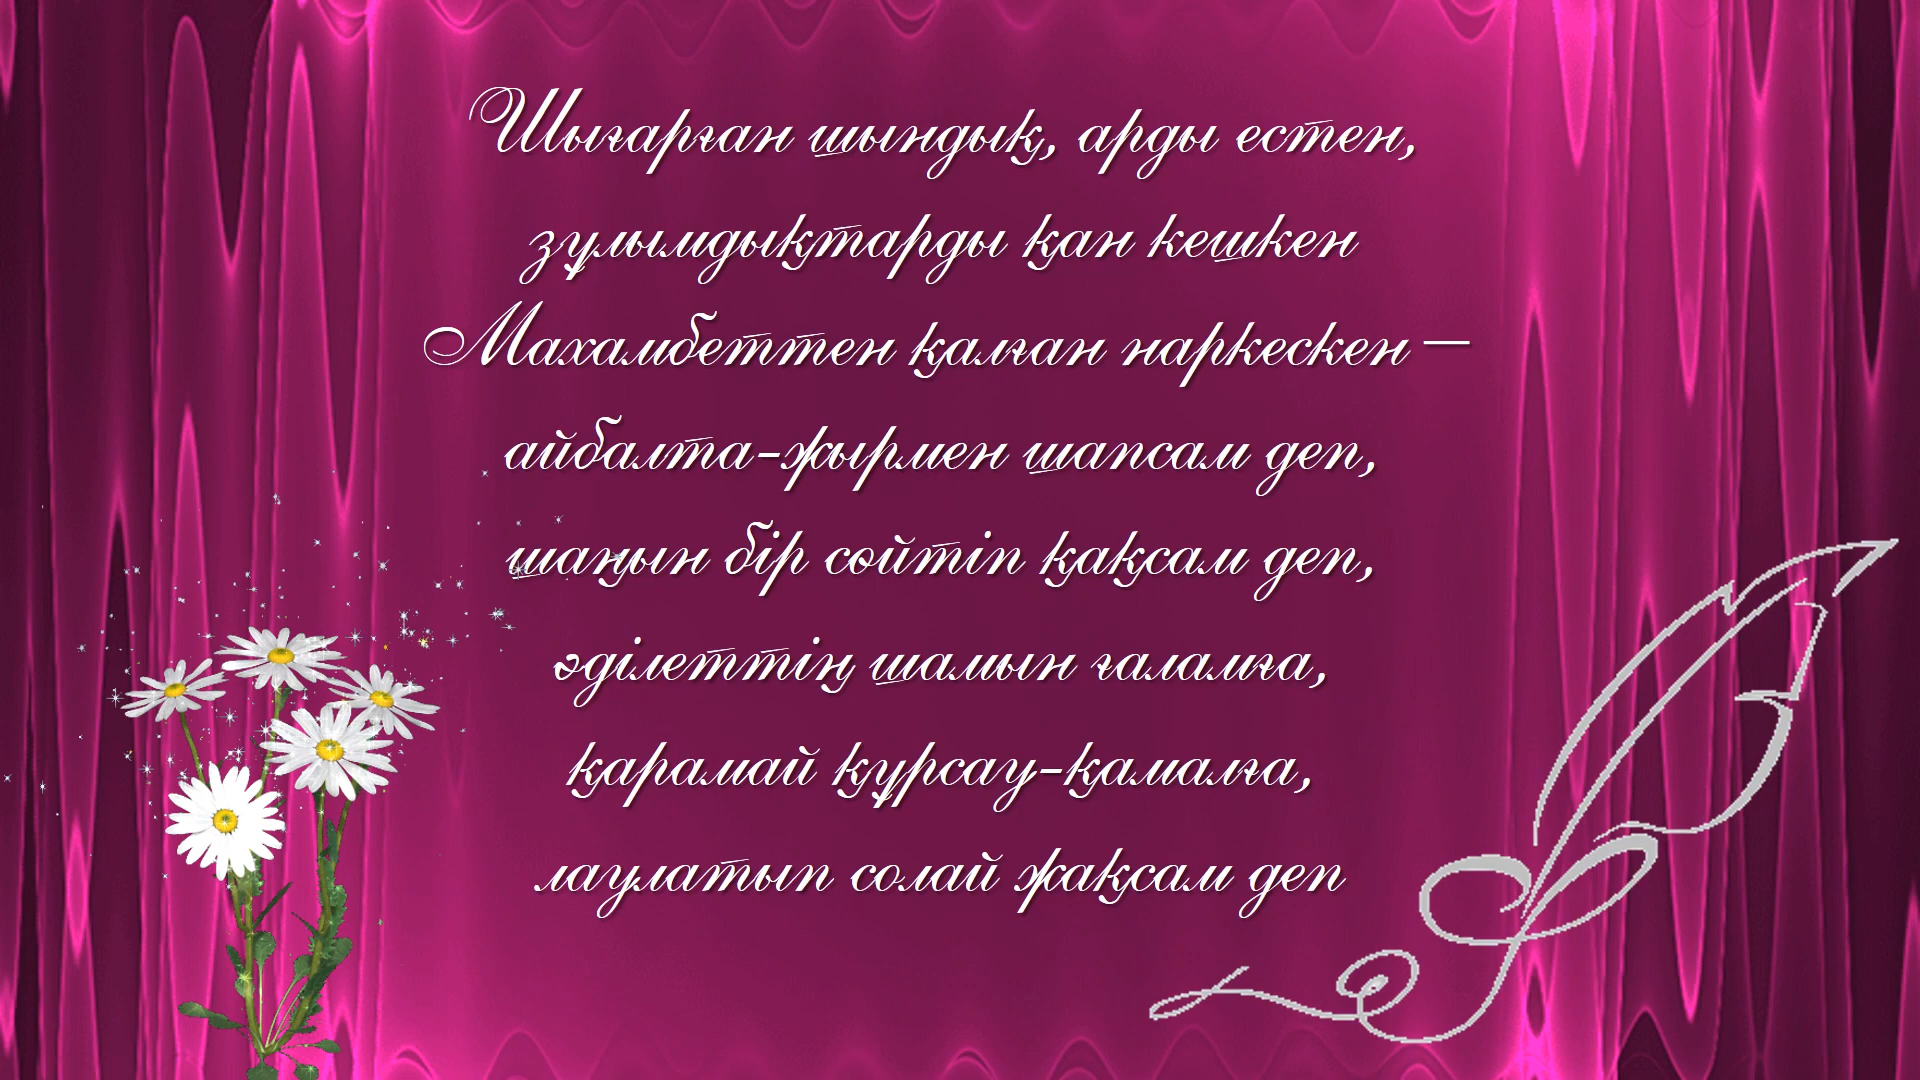 Шығарған шындық, арды естен,
зұлымдықтарды қан кешкен
Махамбеттен қалған наркескен –
айбалта-жырмен шапсам деп,
шаңын бір сөйтіп қақсам деп,
әділеттің шамын ғаламға,
қарамай құрсау-қамалға,
лаулатып солай жақсам деп